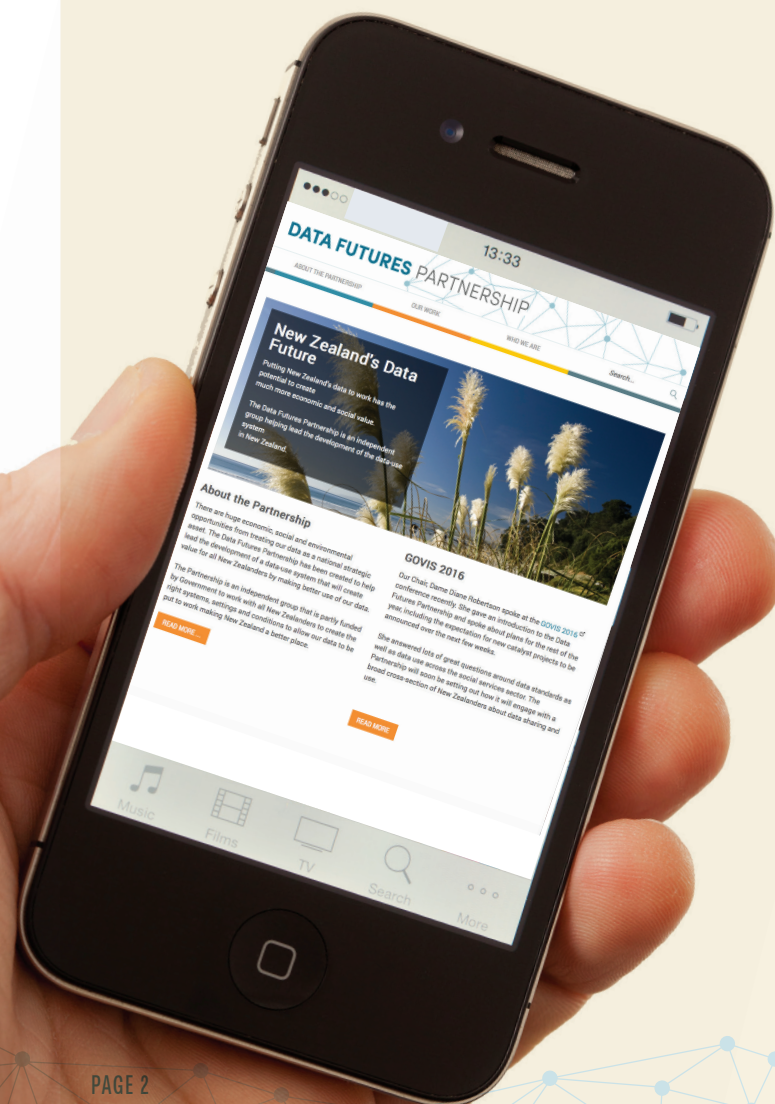 13:33
DATA FUTURES PARTNERSHIP
ABOUT THE PARTNERSHIP
OUR WORK
WHO WE ARE
Search...
New Zealand's Data
Future
Putting New Zealand's data to work has the
potential to create
much more economic and social value.
The Data Futures Partnership is an independent
group helping lead the development of the data-use
system
in New Zealand.
About the Partnership
There are huge economic, social and environmental
opportunities from treating our data as a national strategic
asset. The Data Futures Partnership has been created to help
lead the development of a data-use system that will create
value for all New Zealanders by making better use of our data.
The Partnership is an independent group that is partly funded
by Government to work with all New Zealanders to create the
right systems, settings and conditions to allow our data to be
put to work making New Zealand a better place.
READ MORE...
GOVIS 2016
Our Chair, Dame Diane Robertson spoke at the GOVIS 2016
conference recently. She gave an introduction to the Data
Futures Partnership and spoke about plans for the rest of the
year, including the expectation for new catalyst projects to be
announced over the next few weeks.
She answered lots of great questions around data standards as
well as data use across the social services sector. The
Partnership will soon be setting out how it will engage with a
broad cross-section of New Zealanders about data sharing and
use.
READ MORE
Music
Films
TV
Search
More
PAGE 2